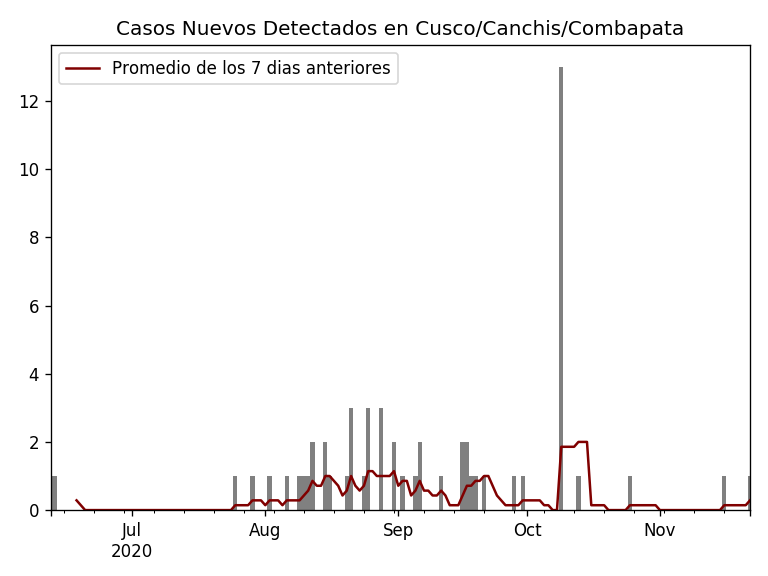 Casos Nuevos Detectados en Cusco/Canchis/Combapata
Promedio de los 7 dias anteriores
12
10
8
6
4
2
0
Jul Aug Sep Oct Nov
2020